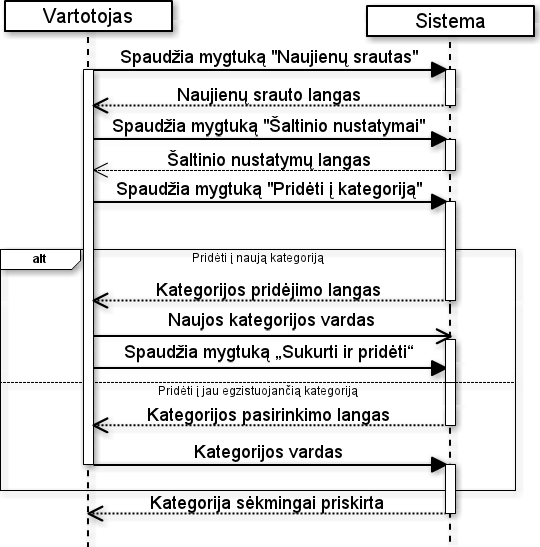 Vartotojas
Sistema
Spaudžia mygtuką "Naujienų srautas"
Naujienų srauto langas
Spaudžia mygtuką "Šaltinio nustatymai"
Šaltinio nustatymų langas
Spaudžia mygtuką "Pridėti į kategoriją"
alt
Pridėti į naują kategoriją
Kategorijos pridėjimo langas
Naujos kategorijos vardas
Spaudžia mygtuką „Sukurti ir pridėti“
Pridėti į jau egzistuojančią kategoriją
Kategorijos pasirinkimo langas
Kategorijos vardas
Kategorija sėkmingai priskirta